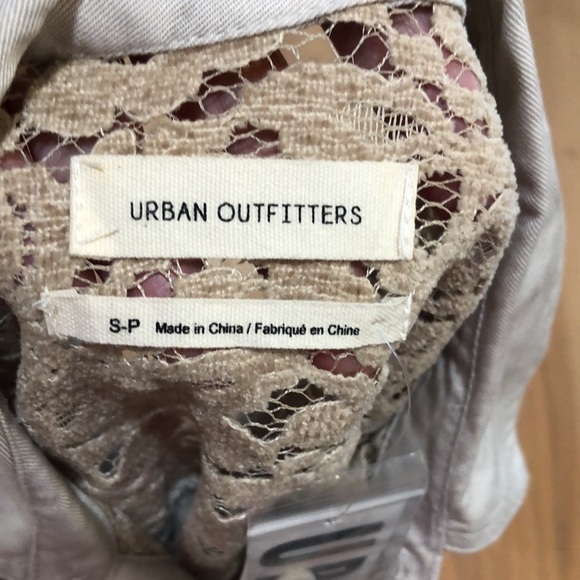 URBAN OUTFITTERS
S-P Made in China / Fabriqué en Chine